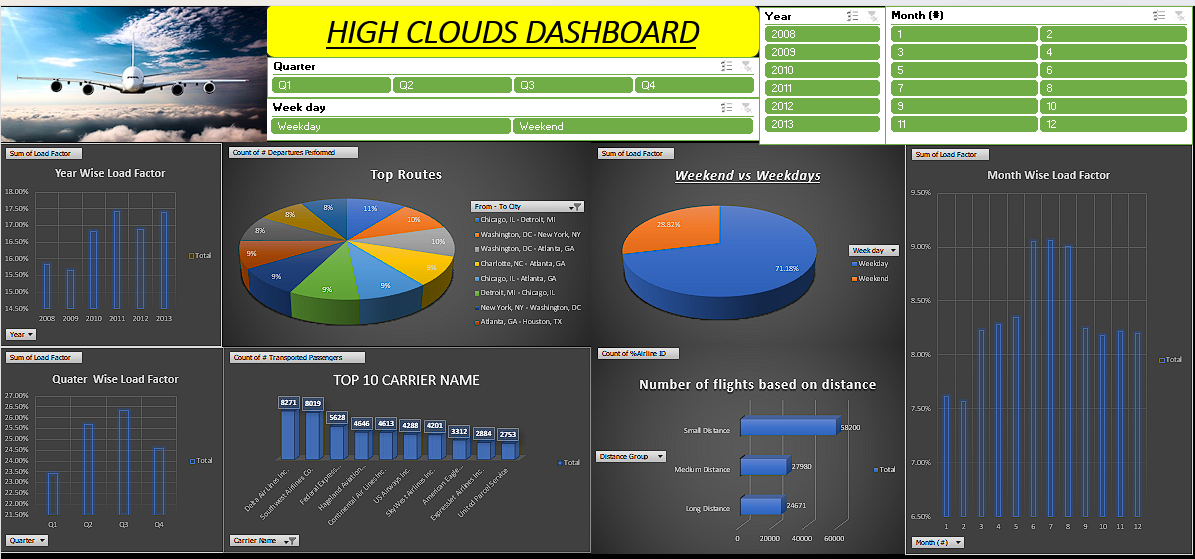 HIGH CLOUDS DASHBOARD
Quarter
Q1 Q2 Q3 Q4
Week day
Weekday Weekend
Year
2008
2009
2010
2011
2012
2013
Month (#)
1 2
3 4
5 6
7 8
9 10
11 12
Sum of Load Factor
Year Wise Load Factor
18.00%
17.50%
17.00%
16.50%
16.00%
15.50%
15.00%
14.50%
2008 2009 2010 2011 2012 2013
Total
Year
Count of # Departures Performed
Top Routes
8% 11%
8% 10%
8% 10%
9% 9%
9% 9%
9%
From - To City
Chicago, IL - Detroit, MI
Washington, DC - New York, NY
Washington, DC - Atlanta, GA
Charlotte, NC - Atlanta, GA
Chicago, IL - Atlanta, GA
Detroit, MI - Chicago, IL
New York, NY - Washington, DC
Atlanta, GA - Houston, TX
Sum of Load Factor
Weekend vs Weekdays
28.82%
71.18%
Week day
Weekday
Weekend
Sum of Load Factor
Month Wise Load Factor
9.50%
9.00%
8.50%
8.00%
7.50%
7.00%
6.50%
1 2 3 4 5 6 7 8 9 10 11 12
Total
Month (#)
Sum of Load Factor
Quater Wise Load Factor
27.00%
26.50%
26.00%
25.50%
25.00%
24.50%
24.00%
23.50%
23.00%
22.50%
22.00%
21.50%
Q1 Q2 Q3 Q4
Total
Quarter
Count of # Transported Passengers
TOP 10 CARRIER NAME
8271 8019 5628 4646 4613 4288 4201 3312 2884 2753
Delta Air Lines Inc.
Southwest Airlines Co.
Federal Expres…
Hageland Aviation…
Continental Air Lines Inc.
US Airways Inc.
SkyWest Airlines Inc.
American Eagle…
ExpressJet Airlines Inc.
United Parcel Service
Total
Carrier Name
Count of %Airline ID
Number of flights based on distance
Small Distance 58200
Medium Distance 27980
Long Distance 24671
0 20000 40000 60000
Distance Group
Total